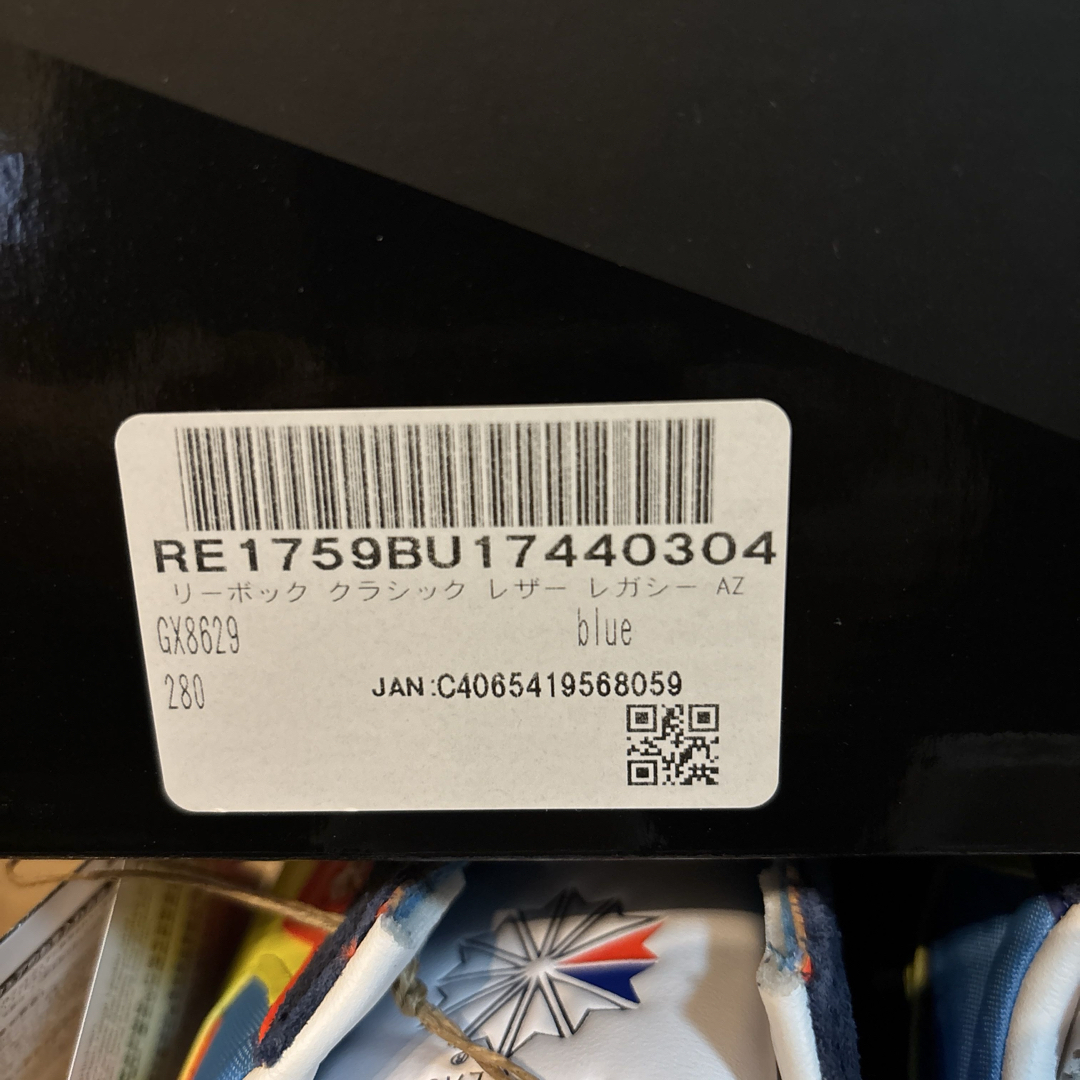 RE1759BU17440304
リーボック クラシック レザー レガシー AZ
GX8629 blue
280 JAN:C4065419568059